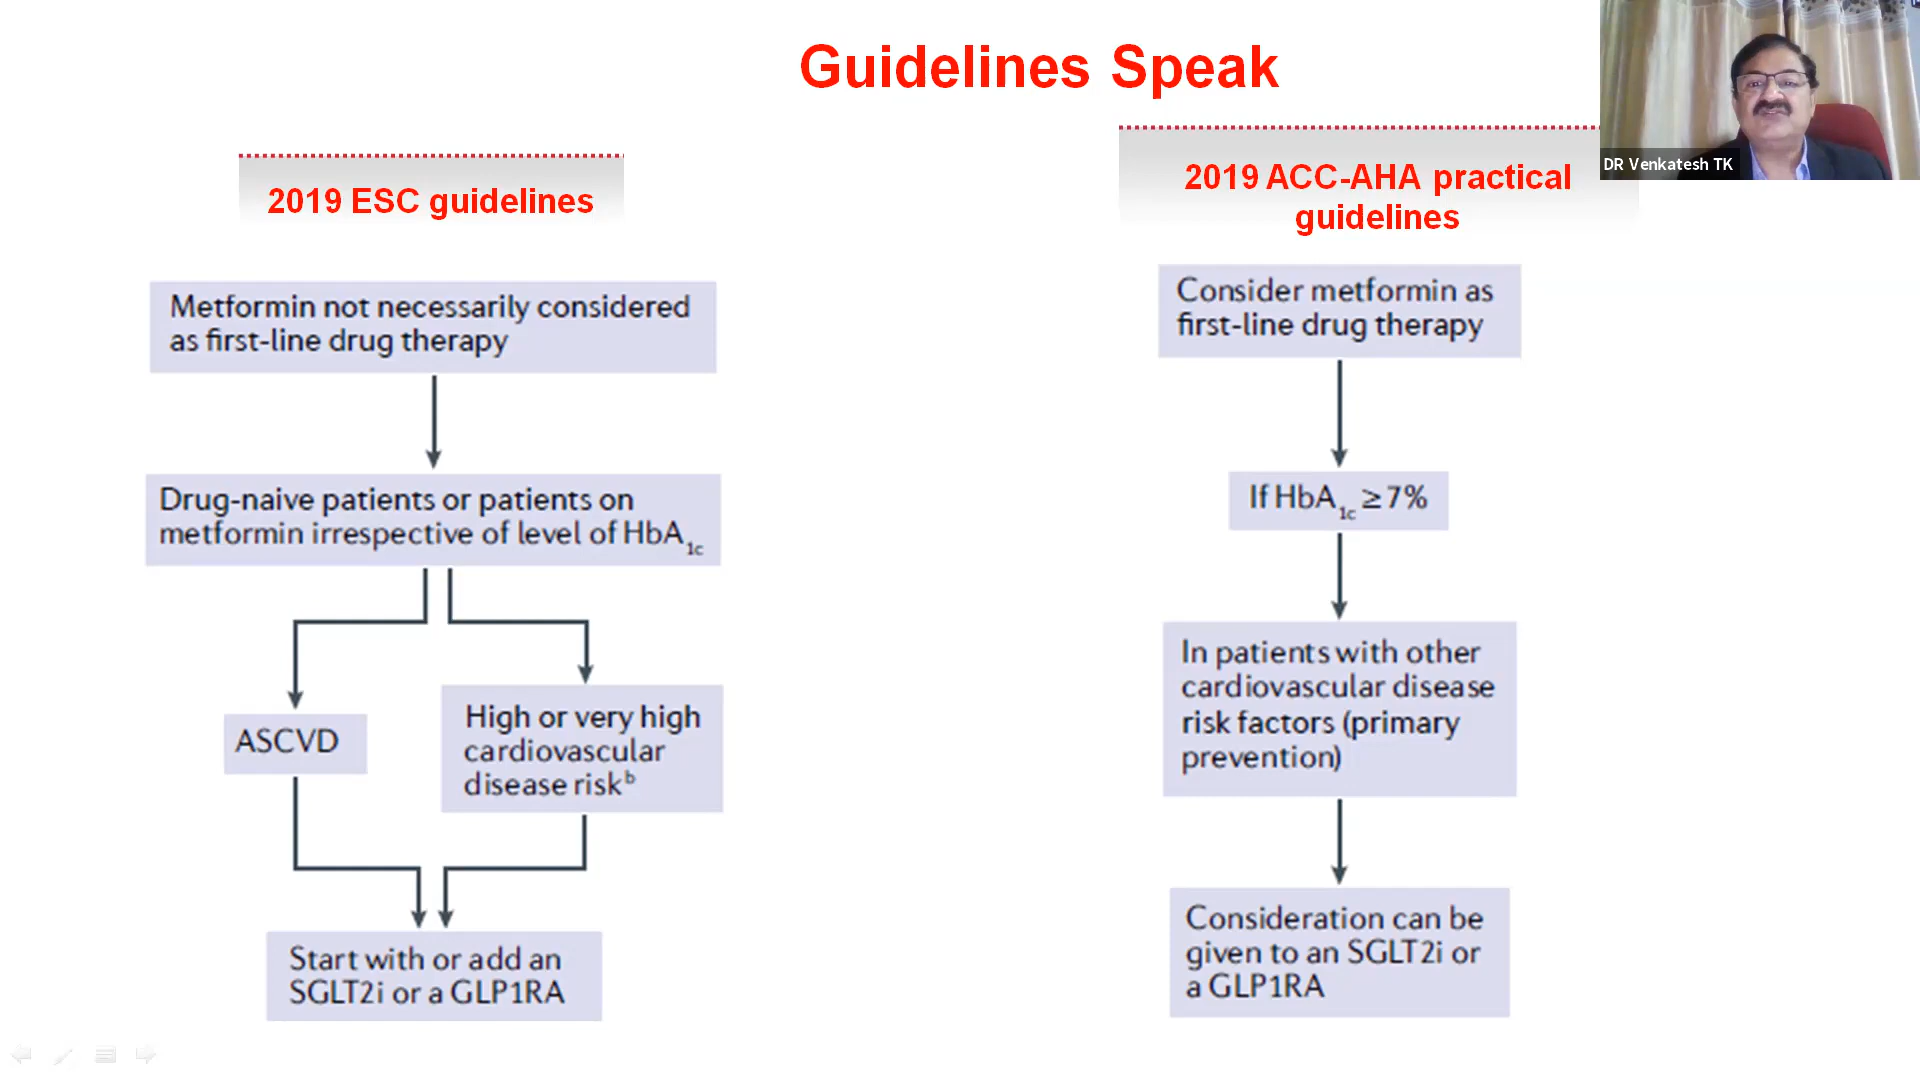 Guidelines Speak
DR Venkatesh TK
2019 ESC guidelines
Metformin not necessarily considered
as first-line drug therapy
Drug-naive patients or patients on
metformin irrespective of level of HbA1c
ASCVD
High or very high
cardiovascular
disease riskᵇ
Start with or add an
SGLT2i or a GLP1RA
2019 ACC-AHA practical
guidelines
Consider metformin as
first-line drug therapy
If HbA1c ≥ 7%
In patients with other
cardiovascular disease
risk factors (primary
prevention)
Consideration can be
given to an SGLT2i or
a GLP1RA